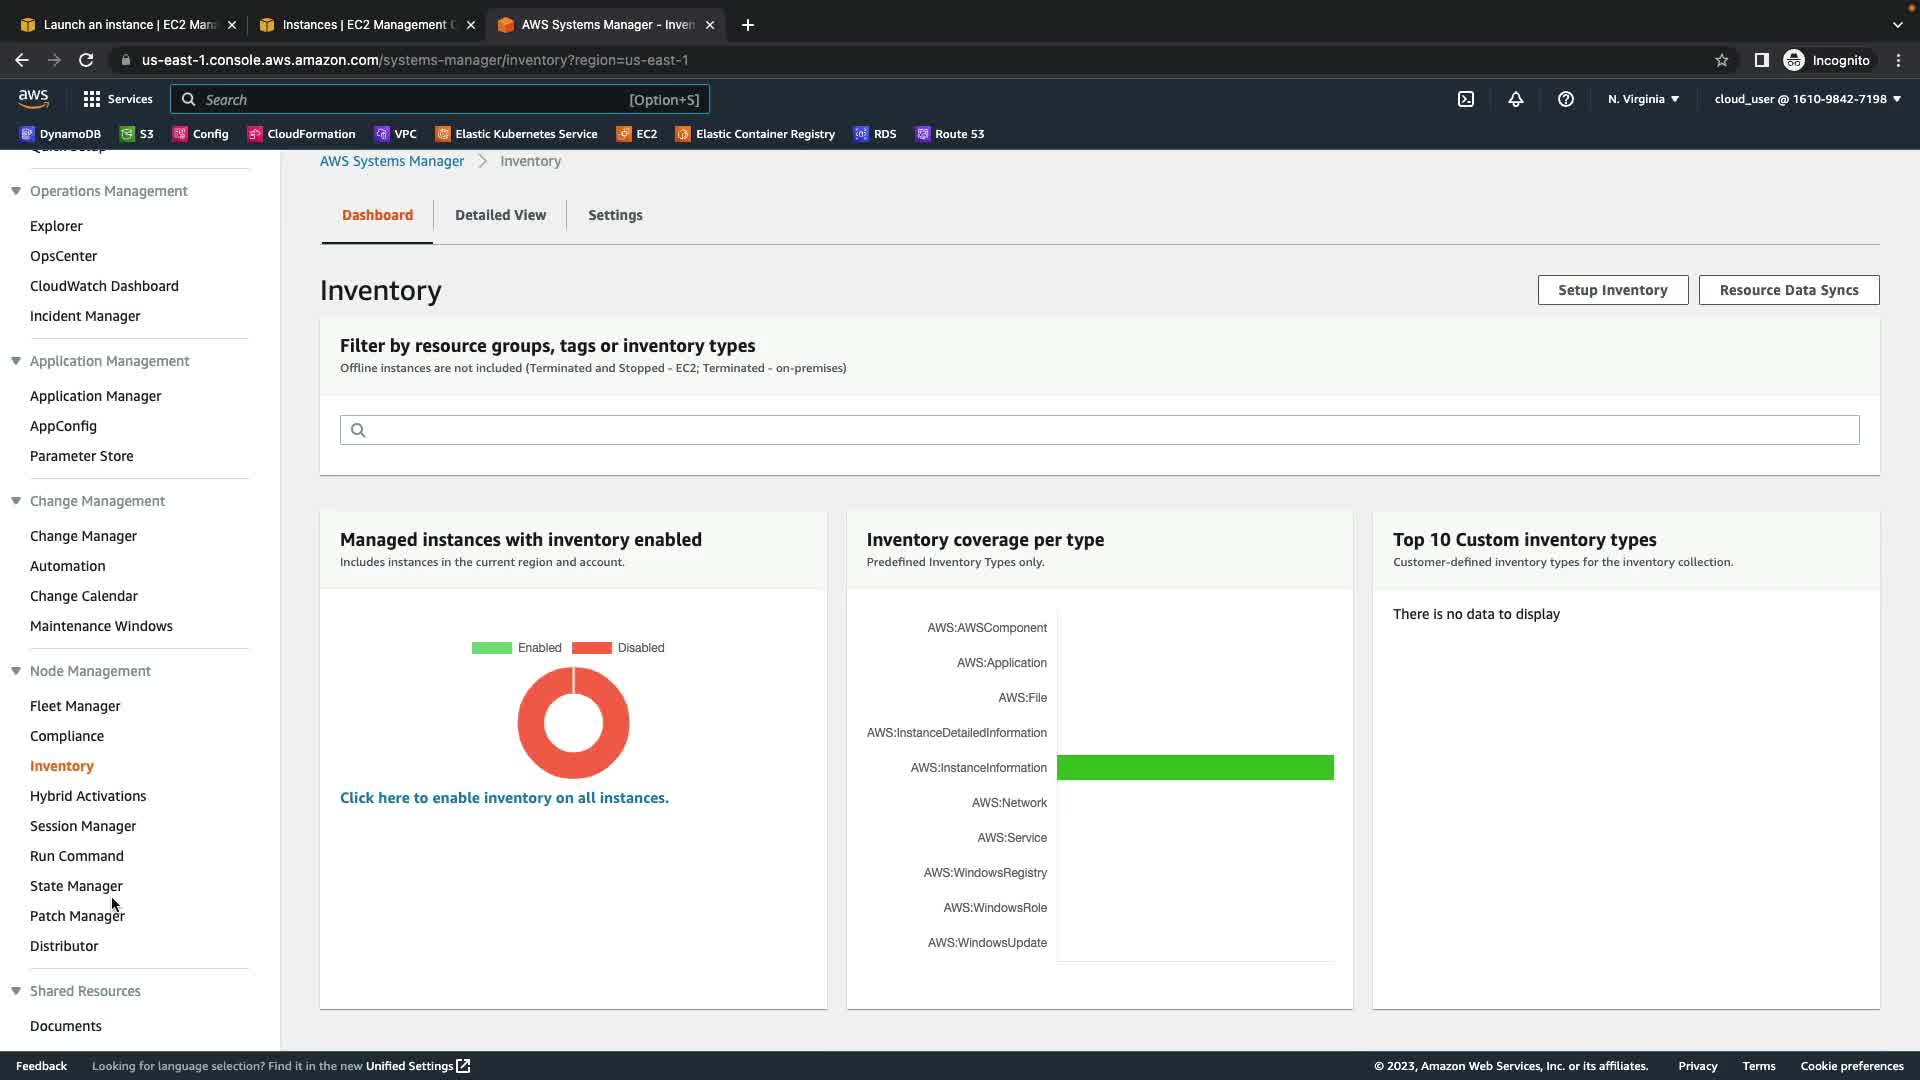 Launch an instance | EC2 Man
Instances | EC2 Management C
AWS Systems Manager - Inven
us-east-1.console.aws.amazon.com/systems-manager/inventory?region=us-east-1
Incognito
aws
Services
Search
[Option+S]
N. Virginia
cloud_user @ 1610-9842-7198
DynamoDB
S3
Config
CloudFormation
VPC
Elastic Kubernetes Service
EC2
Elastic Container Registry
RDS
Route 53
Quick Setup
Operations Management
Explorer
OpsCenter
CloudWatch Dashboard
Incident Manager
Application Management
Application Manager
AppConfig
Parameter Store
Change Management
Change Manager
Automation
Change Calendar
Maintenance Windows
Node Management
Fleet Manager
Compliance
Inventory
Hybrid Activations
Session Manager
Run Command
State Manager
Patch Manager
Distributor
Shared Resources
Documents
AWS Systems Manager
Inventory
Dashboard
Detailed View
Settings
Inventory
Setup Inventory
Resource Data Syncs
Filter by resource groups, tags or inventory types
Offline instances are not included (Terminated and Stopped - EC2; Terminated - on-premises)
Managed instances with inventory enabled
Includes instances in the current region and account.
Enabled
Disabled
Click here to enable inventory on all instances.
Inventory coverage per type
Predefined Inventory Types only.
AWS:AWSComponent
AWS:Application
AWS:File
AWS:InstanceDetailedInformation
AWS:InstanceInformation
AWS:Network
AWS:Service
AWS:WindowsRegistry
AWS:WindowsRole
AWS:WindowsUpdate
Top 10 Custom inventory types
Customer-defined inventory types for the inventory collection.
There is no data to display
Feedback
Looking for language selection? Find it in the new Unified Settings
© 2023, Amazon Web Services, Inc. or its affiliates.
Privacy
Terms
Cookie preferences